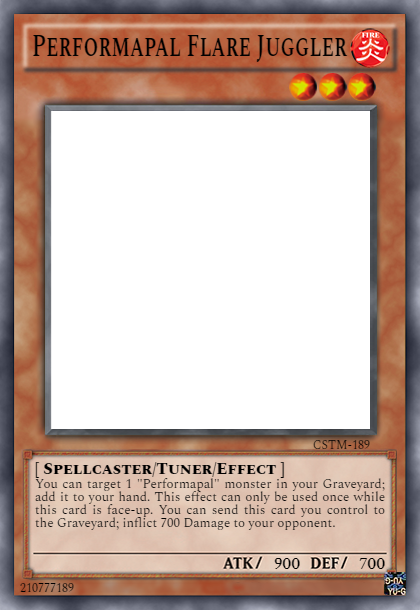 PERFORMAPAL FLARE JUGGLER
FIRE
炎
CSTM-189
[ SPELLCASTER/TUNER/EFFECT ]
You can target 1 "Performapal" monster in your Graveyard;
add it to your hand. This effect can only be used once while
this card is face-up. You can send this card you control to
the Graveyard; inflict 700 Damage to your opponent.
ATK/ 900 DEF/ 700
210777189
YU-G
YU-G